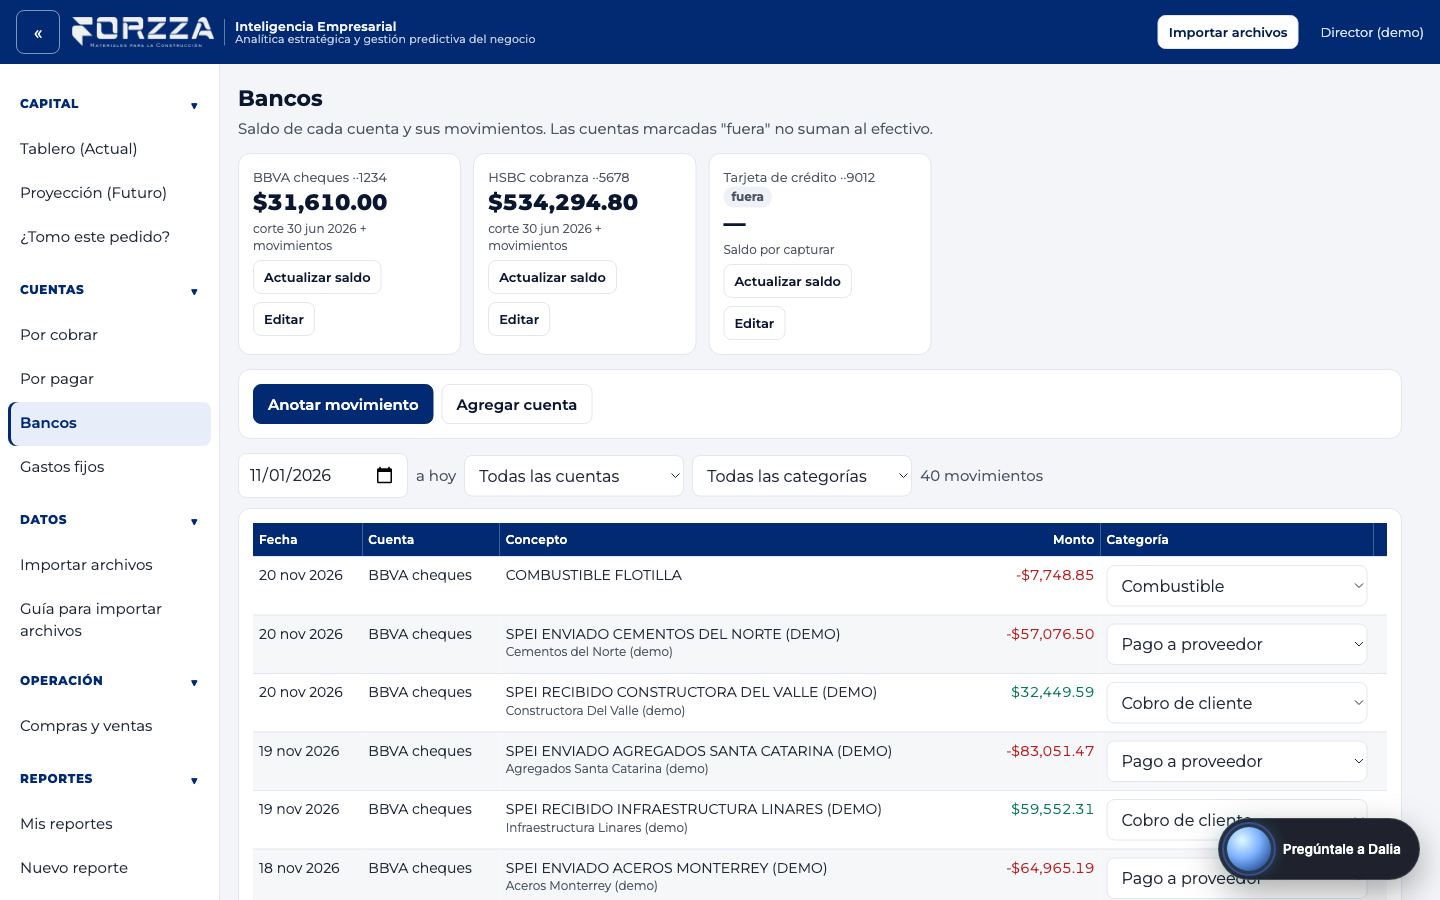 «
FORZZA
MATERIALES PARA LA CONSTRUCCIÓN
Inteligencia Empresarial
Analítica estratégica y gestión predictiva del negocio
Importar archivos
Director (demo)
CAPITAL
Tablero (Actual)
Proyección (Futuro)
¿Tomo este pedido?
CUENTAS
Por cobrar
Por pagar
Bancos
Gastos fijos
DATOS
Importar archivos
Guía para importar
archivos
OPERACIÓN
Compras y ventas
REPORTES
Mis reportes
Nuevo reporte
Bancos
Saldo de cada cuenta y sus movimientos. Las cuentas marcadas "fuera" no suman al efectivo.
BBVA cheques ··1234
$31,610.00
corte 30 jun 2026 +
movimientos
Actualizar saldo
Editar
HSBC cobranza ··5678
$534,294.80
corte 30 jun 2026 +
movimientos
Actualizar saldo
Editar
Tarjeta de crédito ··9012
fuera
—
Saldo por capturar
Actualizar saldo
Editar
Anotar movimiento
Agregar cuenta
11/01/2026 a hoy Todas las cuentas Todas las categorías 40 movimientos
Fecha Cuenta Concepto Monto Categoría
20 nov 2026 BBVA cheques COMBUSTIBLE FLOTILLA -$7,748.85 Combustible
20 nov 2026 BBVA cheques SPEI ENVIADO CEMENTOS DEL NORTE (DEMO) -$57,076.50 Pago a proveedor
Cementos del Norte (demo)
20 nov 2026 BBVA cheques SPEI RECIBIDO CONSTRUCTORA DEL VALLE (DEMO) $32,449.59 Cobro de cliente
Constructora Del Valle (demo)
19 nov 2026 BBVA cheques SPEI ENVIADO AGREGADOS SANTA CATARINA (DEMO) -$83,051.47 Pago a proveedor
Agregados Santa Catarina (demo)
19 nov 2026 BBVA cheques SPEI RECIBIDO INFRAESTRUCTURA LINARES (DEMO) $59,552.31 Cobro de cliente
Infraestructura Linares (demo)
18 nov 2026 BBVA cheques SPEI ENVIADO ACEROS MONTERREY (DEMO) -$64,965.19 Pago a proveedor
Aceros Monterrey (demo)
Pregúntale a Dalia